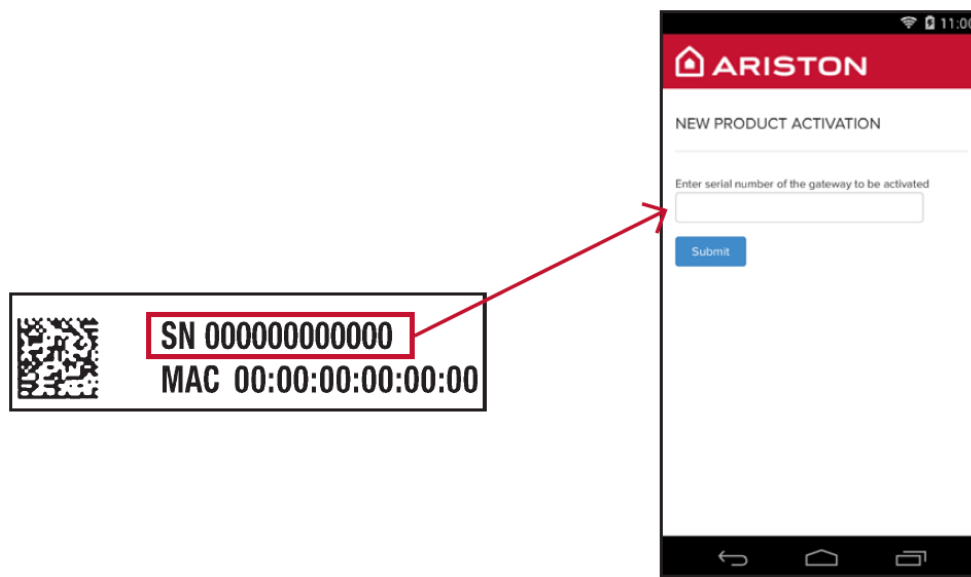 SN 000000000000
MAC 00:00:00:00:00:00
11:00
ARISTON
NEW PRODUCT ACTIVATION
Enter serial number of the gateway to be activated
Submit